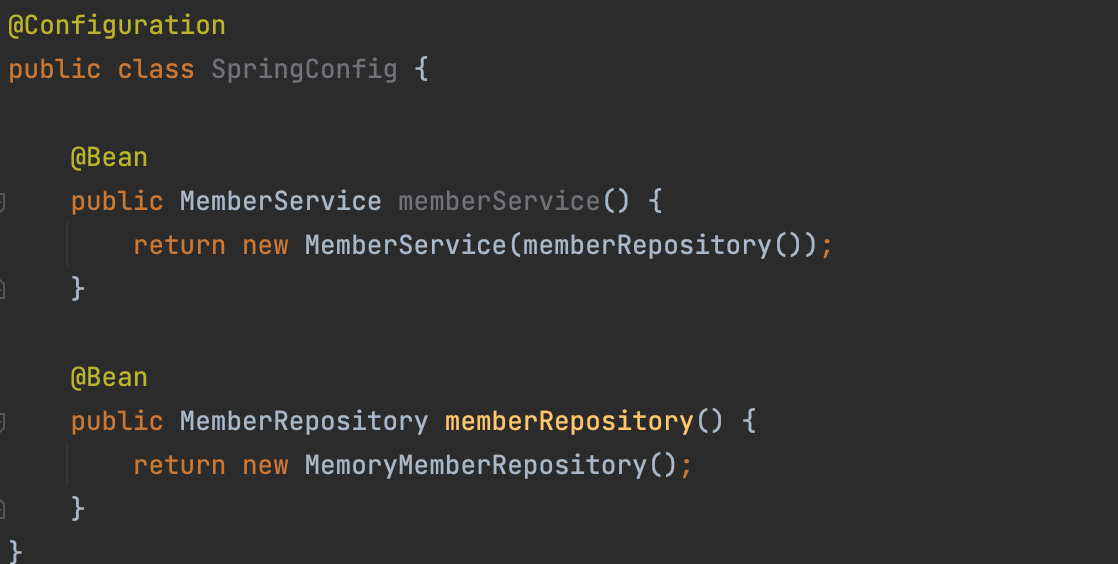 @Configuration
public class SpringConfig {
@Bean
public MemberService memberService() {
return new MemberService(memberRepository());
}
@Bean
public MemberRepository memberRepository() {
return new MemoryMemberRepository();
}
}